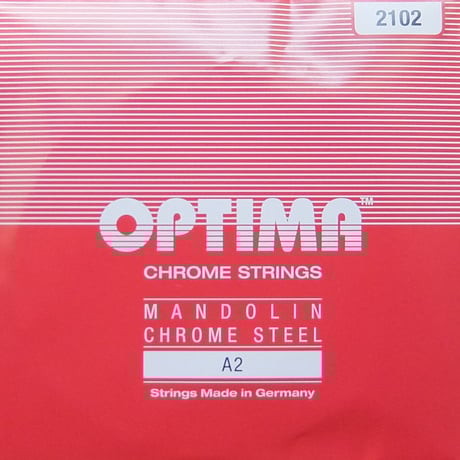 2102
OPTIMA™
CHROME STRINGS
MANDOLIN
CHROME STEEL
A2
Strings Made in Germany